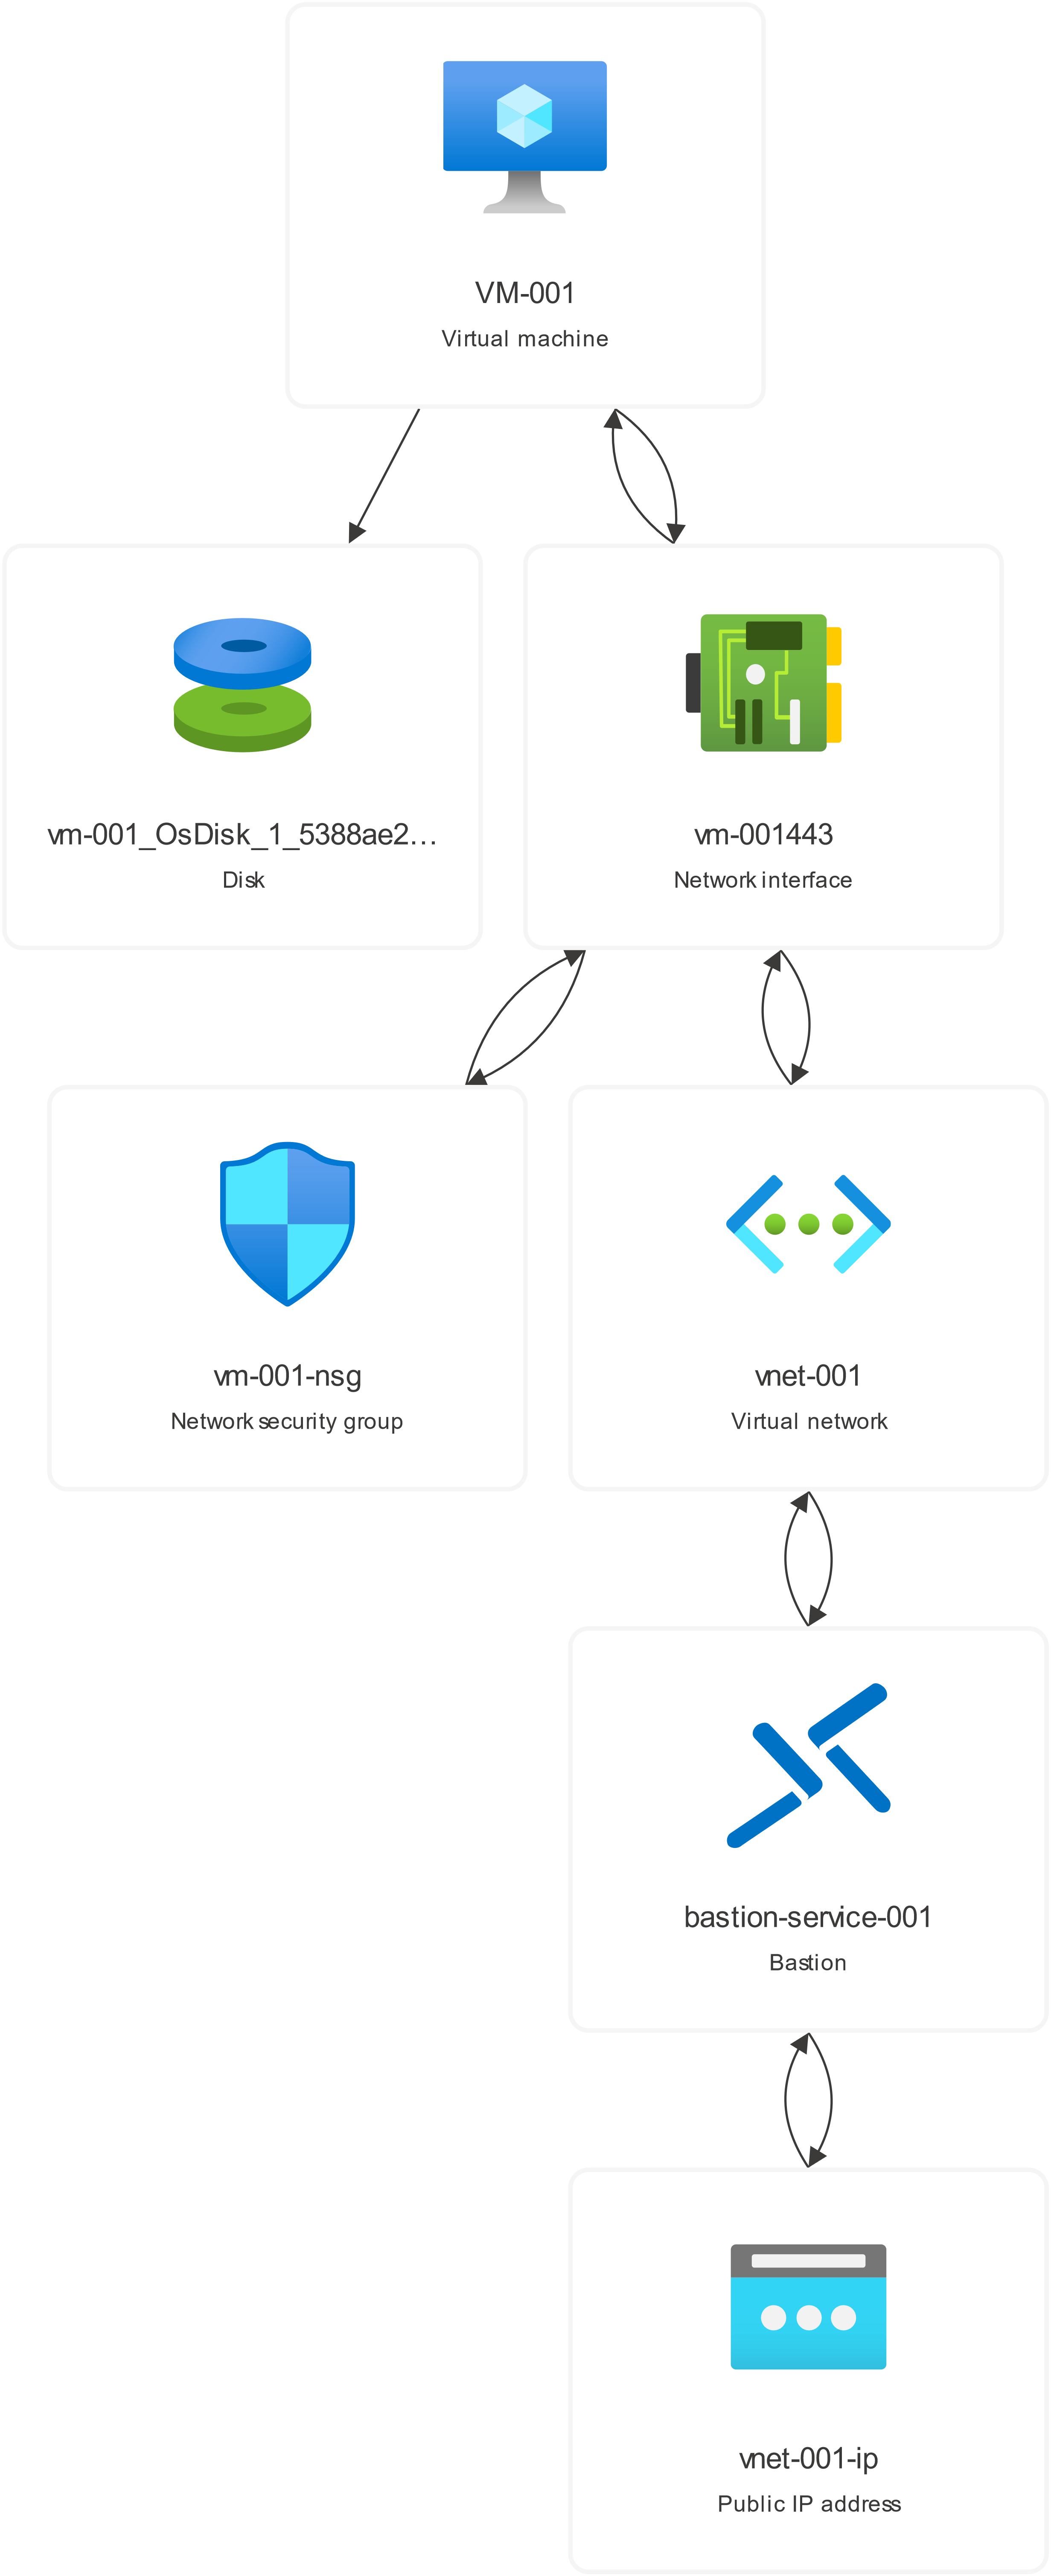 VM-001
Virtual machine
vm-001_OsDisk_1_5388ae2...
Disk
vm-001443
Network interface
vm-001-nsg
Network security group
vnet-001
Virtual network
bastion-service-001
Bastion
vnet-001-ip
Public IP address